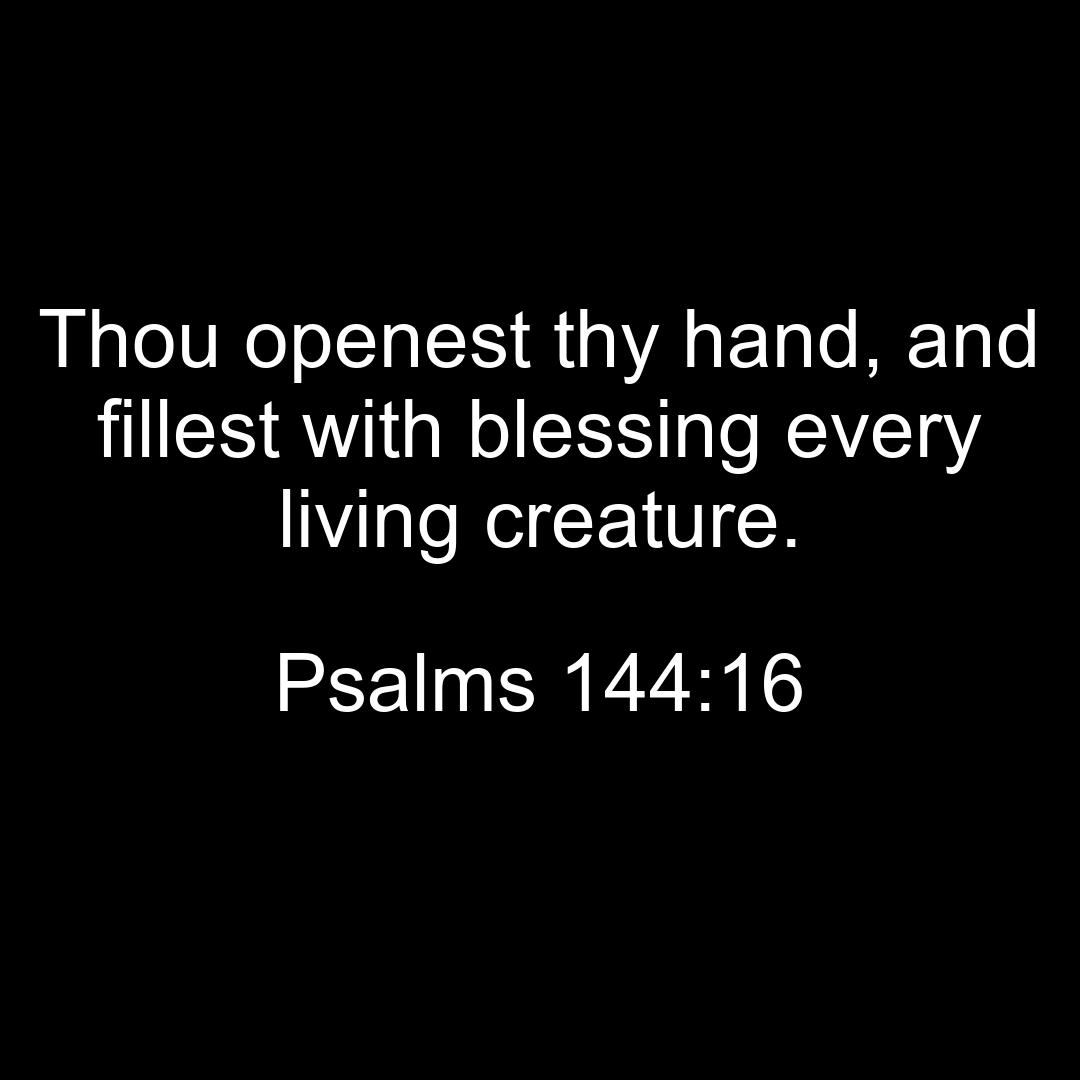 Thou openest thy hand, and
fillest with blessing every
living creature.
Psalms 144:16